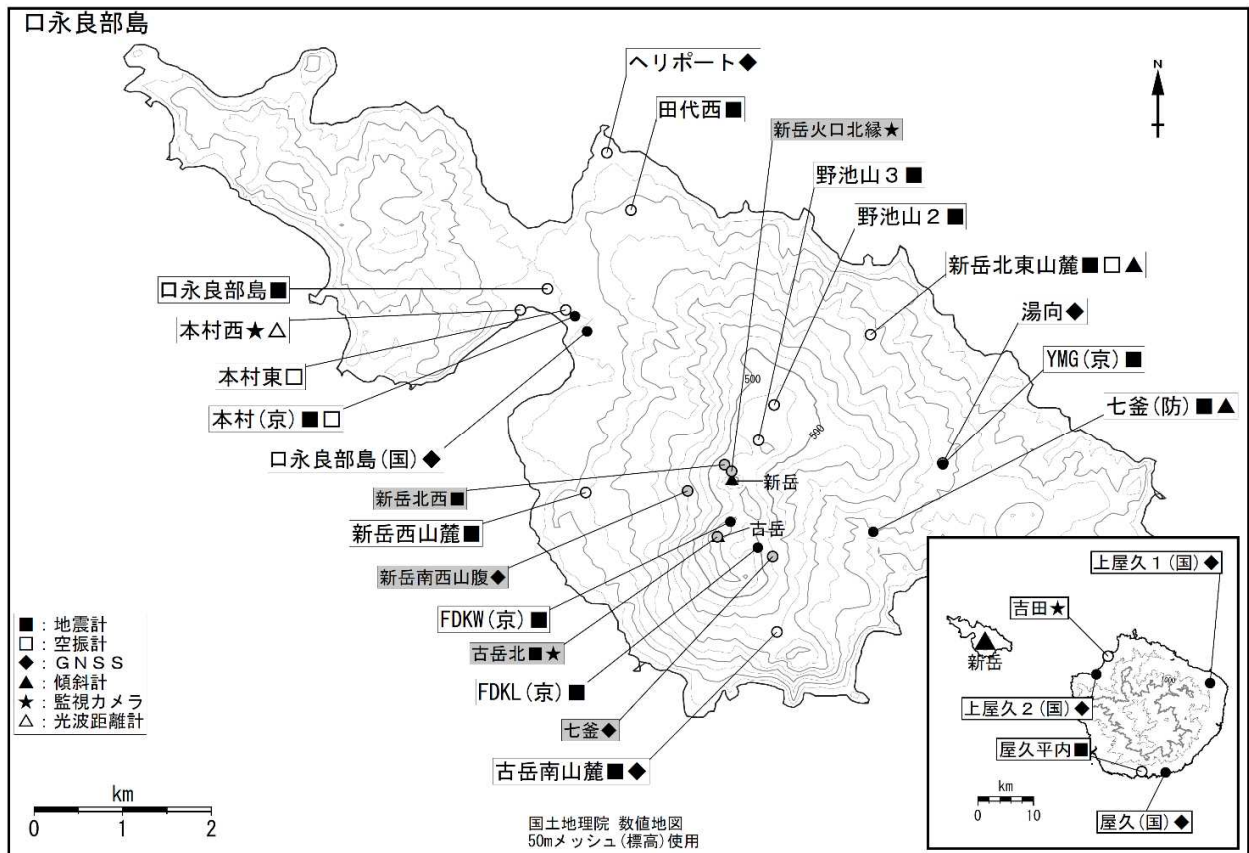 口永良部島
ヘリポート◆
田代西■
新岳火口北縁★
野池山3■
野池山2■
新岳北東山麓■□▲
湯向◆
YMG(京)■
七釜(防)■▲
口永良部島■
本村西★△
本村東□
本村(京)■□
口永良部島(国)◆
新岳北西■
新岳西山麓■
新岳南西山腹◆
FDKW(京)■
古岳北■★
FDKL(京)■
七釜◆
古岳南山麓■◆
N
500
500
新岳
古岳
■:地震計
□:空振計
◆:GNSS
▲:傾斜計
★:監視カメラ
△:光波距離計
km
0 1 2
国土地理院 数値地図
50mメッシュ(標高)使用
上屋久1(国)◆
吉田★
新岳
1000
上屋久2(国)◆
屋久平内■
屋久(国)◆
km
0 10